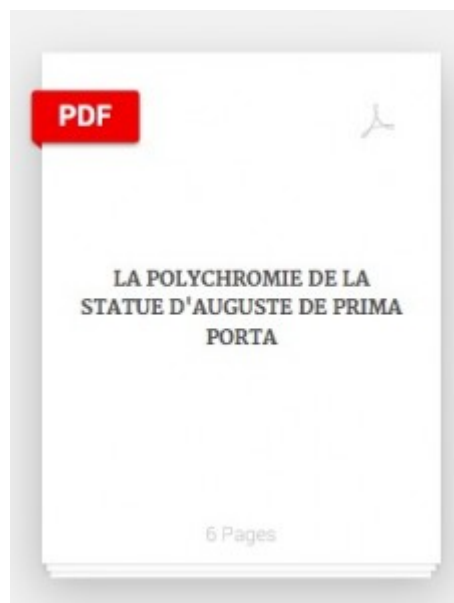 PDF
LA POLYCHROMIE DE LA
STATUE D'AUGUSTE DE PRIMA
PORTA
6 Pages